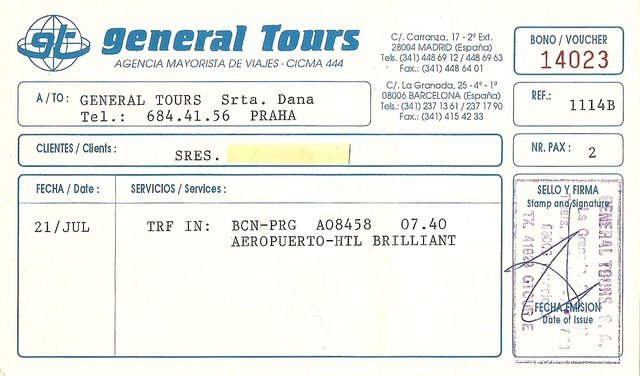 gt general Tours
AGENCIA MAYORISTA DE VIAJES - CICMA 444
C/. Carranza, 17 - 2º Ext.
28004 MADRID (España)
Tels. (341) 448 69 12 / 448 69 63
Fax.: (341) 448 64 01
C/. La Granada, 25 - 4º - 1ª
08006 BARCELONA (España)
Tels.: (341) 237 13 61 / 237 17 90
Fax.: (341) 415 42 33
BONO / VOUCHER
14023
A / TO: GENERAL TOURS Srta. Dana
Tel.: 684.41.56 PRAHA
REF.: 1114B
CLIENTES / Clients: SRES.
NR. PAX: 2
FECHA / Date: SERVICIOS / Services:
21/JUL TRF IN: BCN-PRG AO8458 07.40
AEROPUERTO-HTL BRILLIANT
SELLO Y FIRMA
Stamp and Signature
FECHA EMISION
Date of Issue
GENERAL TOURS, S.A.
La Granada